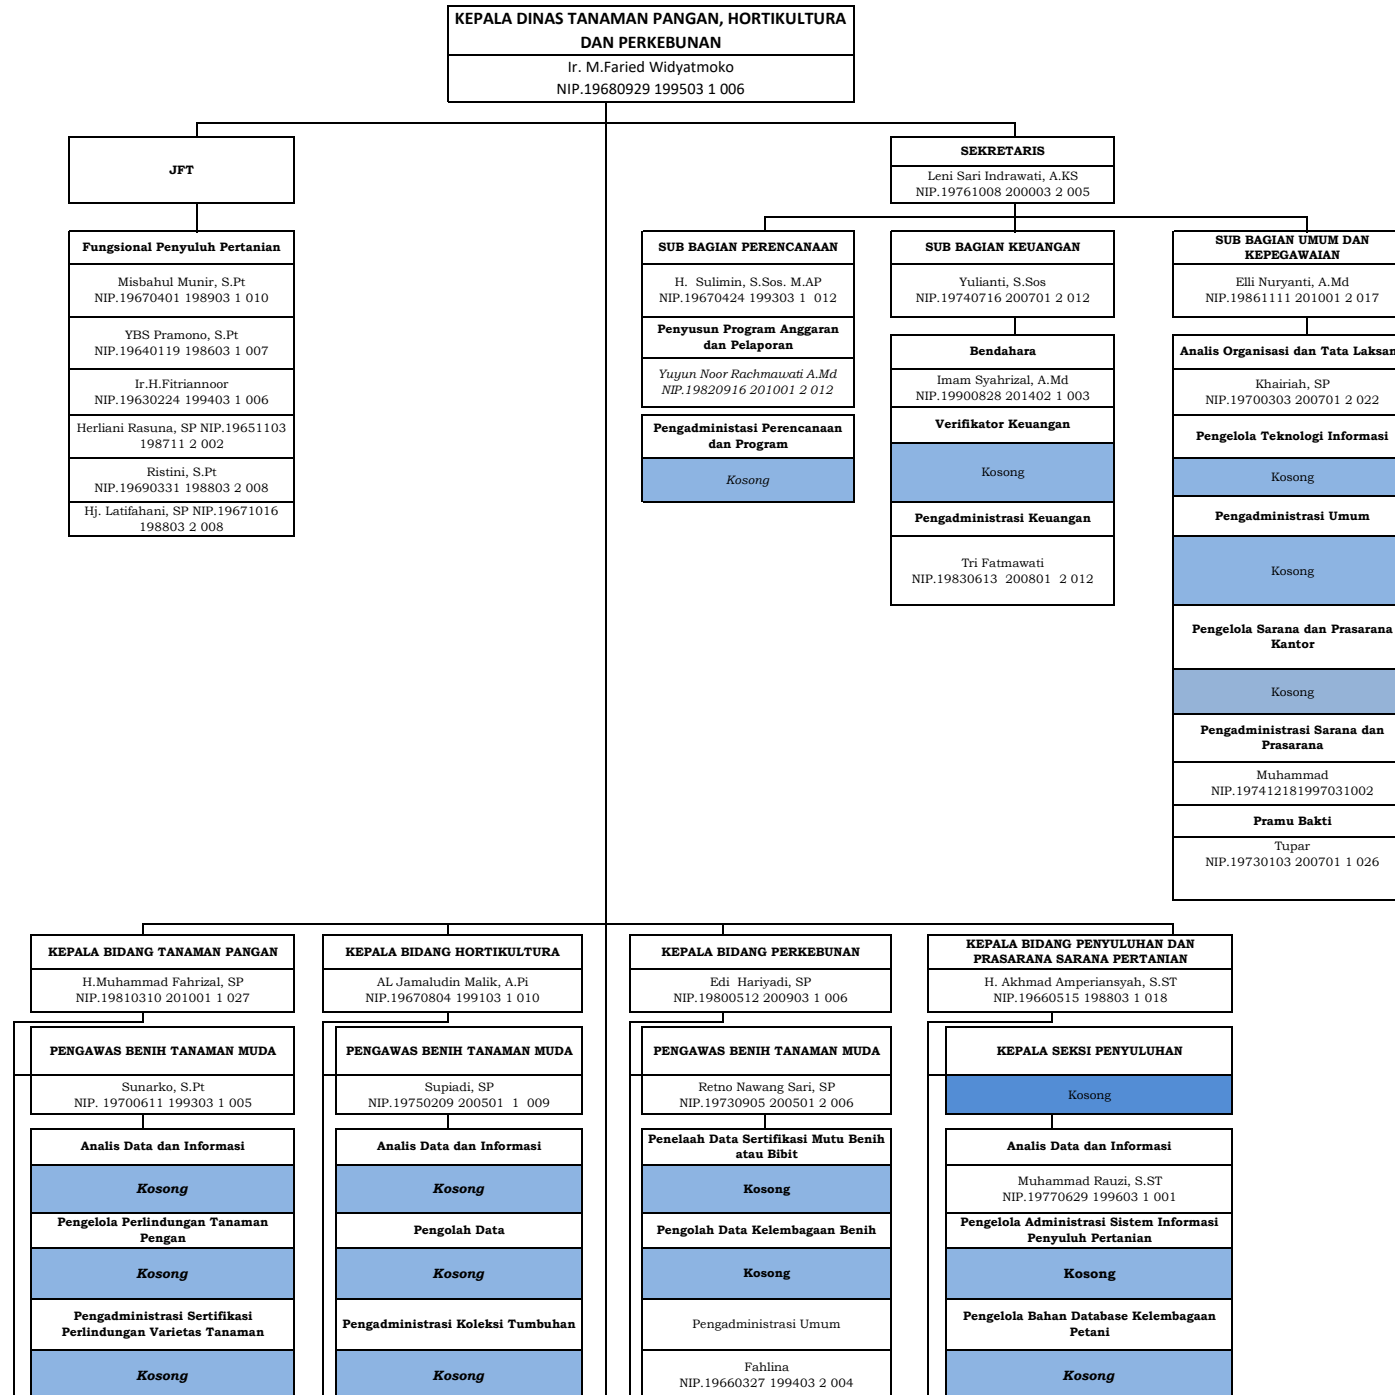 KEPALA DINAS TANAMAN PANGAN, HORTIKULTURA
DAN PERKEBUNAN
Ir. M.Faried Widyatmoko
NIP.19680929 199503 1 006
JFT
SEKRETARIS
Leni Sari Indrawati, A.KS
NIP.19761008 200003 2 005
Fungsional Penyuluh Pertanian
Misbahul Munir, S.Pt
NIP.19670401 198903 1 010
YBS Pramono, S.Pt
NIP.19640119 198603 1 007
Ir.H.Fitriannoor
NIP.19630224 199403 1 006
Herliani Rasuna, SP NIP.19651103
198711 2 002
Ristini, S.Pt
NIP.19690331 198803 2 008
Hj. Latifahani, SP NIP.19671016
198803 2 008
SUB BAGIAN PERENCANAAN
H.  Sulimin, S.Sos. M.AP
NIP.19670424 199303 1  012
Penyusun Program Anggaran
dan Pelaporan
Yuyun Noor Rachmawati A.Md
NIP.19820916 201001 2 012
Pengadministasi Perencanaan
dan Program
Kosong
SUB BAGIAN KEUANGAN
Yulianti, S.Sos
NIP.19740716 200701 2 012
Bendahara
Imam Syahrizal, A.Md
NIP.19900828 201402 1 003
Verifikator Keuangan
Kosong
Pengadministrasi Keuangan
Tri Fatmawati
NIP.19830613  200801  2 012
SUB BAGIAN UMUM DAN
KEPEGAWAIAN
Elli Nuryanti, A.Md
NIP.19861111 201001 2 017
Analis Organisasi dan Tata Laksan
Khairiah, SP
NIP.19700303 200701 2 022
Pengelola Teknologi Informasi
Kosong
Pengadministrasi Umum
Kosong
Pengelola Sarana dan Prasarana
Kantor
Kosong
Pengadministrasi Sarana dan
Prasarana
Muhammad
NIP.197412181997031002
Pramu Bakti
Tupar
NIP.19730103 200701 1 026
KEPALA BIDANG TANAMAN PANGAN
H.Muhammad Fahrizal, SP
NIP.19810310 201001 1 027
PENGAWAS BENIH TANAMAN MUDA
Sunarko, S.Pt
NIP. 19700611 199303 1 005
Analis Data dan Informasi
Kosong
Pengelola Perlindungan Tanaman
Pengan
Kosong
Pengadministrasi Sertifikasi
Perlindungan Varietas Tanaman
Kosong
KEPALA BIDANG HORTIKULTURA
AL Jamaludin Malik, A.Pi
NIP.19670804 199103 1 010
PENGAWAS BENIH TANAMAN MUDA
Supiadi, SP
NIP.19750209 200501  1  009
Analis Data dan Informasi
Kosong
Pengolah Data
Kosong
Pengadministrasi Koleksi Tumbuhan
Kosong
KEPALA BIDANG PERKEBUNAN
Edi  Hariyadi, SP
NIP.19800512 200903 1 006
PENGAWAS BENIH TANAMAN MUDA
Retno Nawang Sari, SP
NIP.19730905 200501 2 006
Penelaah Data Sertifikasi Mutu Benih
atau Bibit
Kosong
Pengolah Data Kelembagaan Benih
Kosong
Pengadministrasi Umum
Fahlina
NIP.19660327 199403 2 004
KEPALA BIDANG PENYULUHAN DAN
PRASARANA SARANA PERTANIAN
H. Akhmad Amperiansyah, S.ST
NIP.19660515 198803 1 018
KEPALA SEKSI PENYULUHAN
Kosong
Analis Data dan Informasi
Muhammad Rauzi, S.ST
NIP.19770629 199603 1 001
Pengelola Administrasi Sistem Informasi
Penyuluh Pertanian
Kosong
Pengelola Bahan Database Kelembagaan
Petani
Kosong